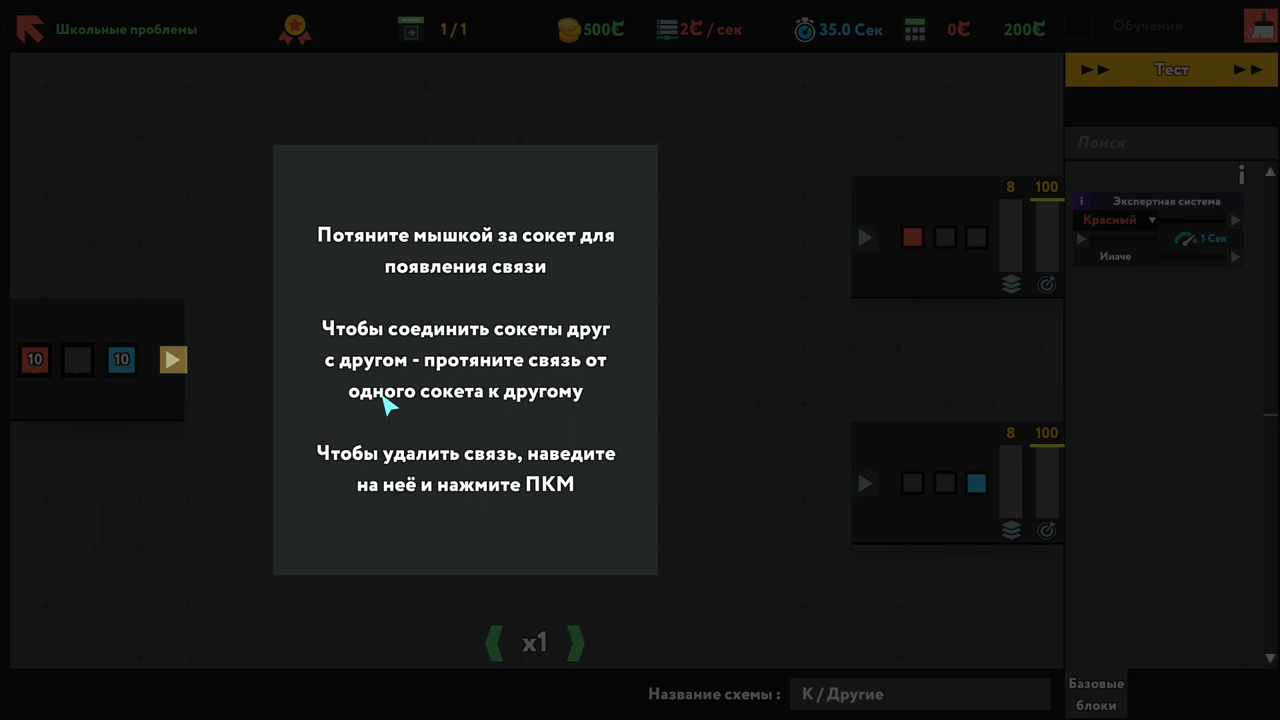 Школьные проблемы
1/1
500
2 / сек
35.0 Сек
0
200
Обучение
Тест
Поиск
i
i Экспертная система
Красный
1 Сек
Иначе
Потяните мышкой за сокет для
появления связи
Чтобы соединить сокеты друг
с другом - протяните связь от
одного сокета к другому
Чтобы удалить связь, наведите
на неё и нажмите ПКМ
10
10
8 100
8 100
x1
Название схемы :
К / Другие
Базовые
блоки